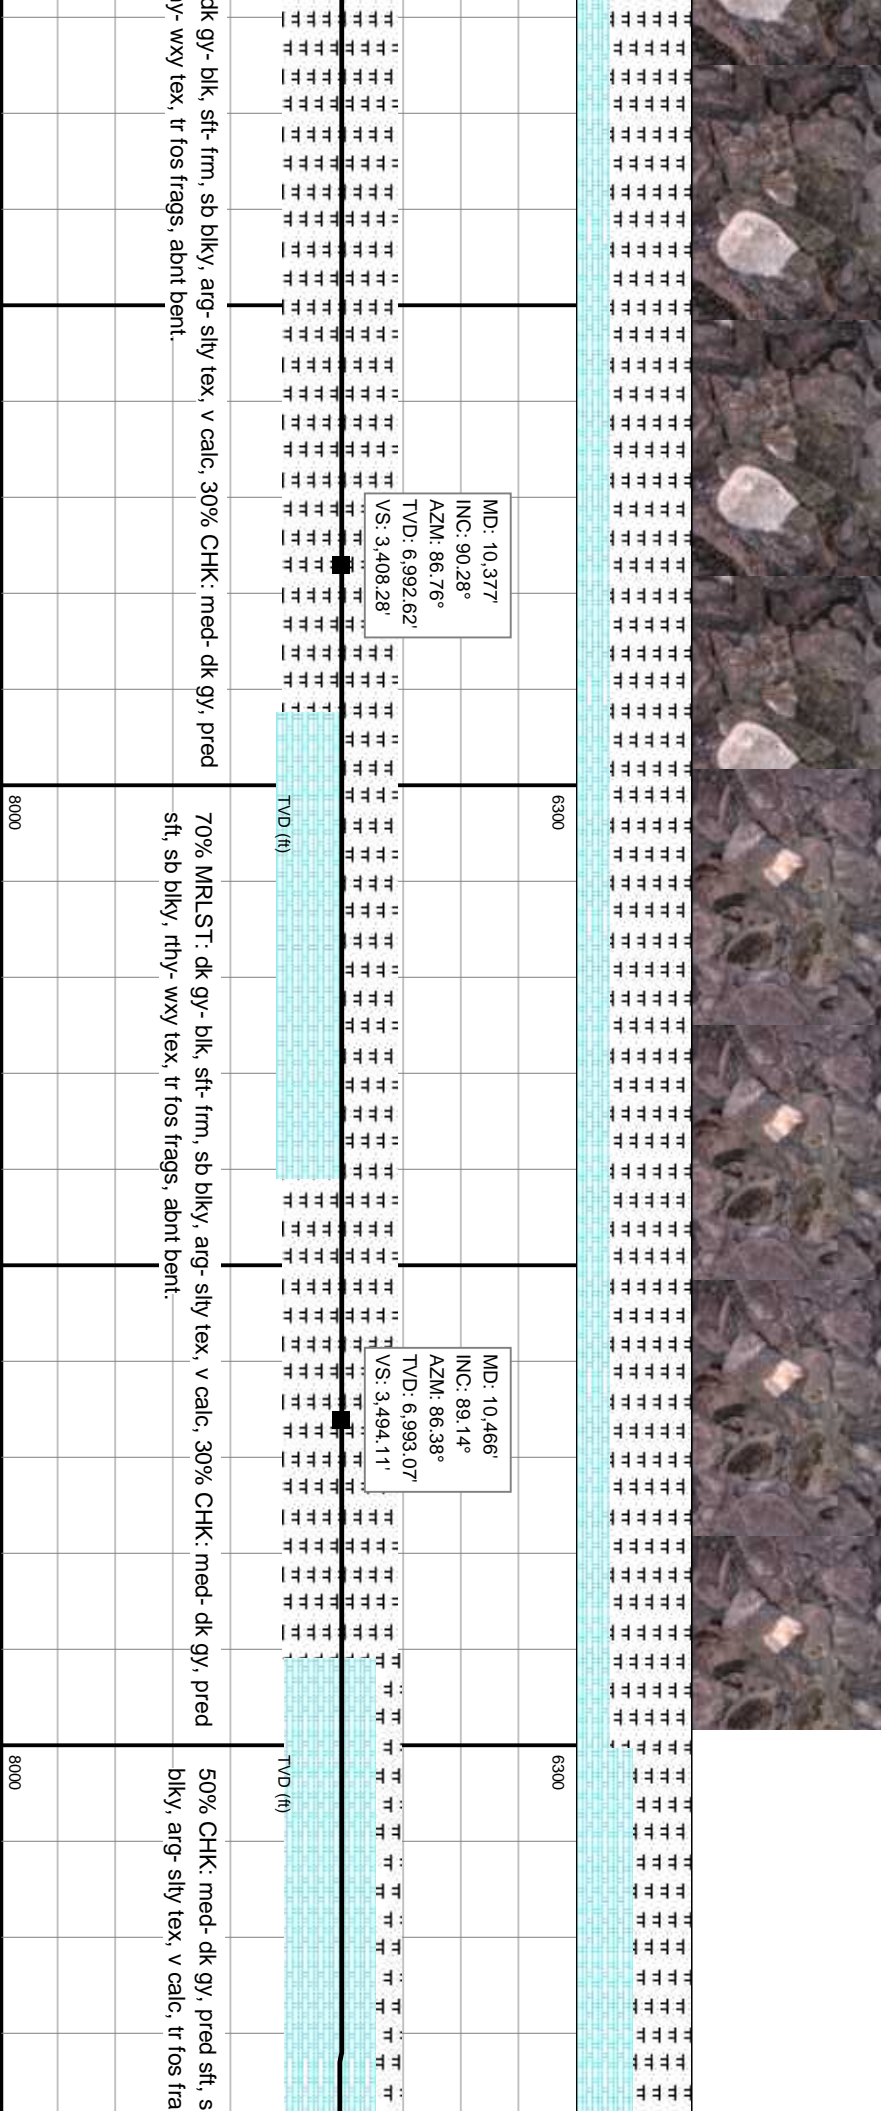 dk gy- blk, sft- frm, sb blky, arg- slty tex, v calc, 30% CHK: med- dk gy, pred
wxy tex, tr fos frags, abnt bent.
MD: 10,377'
INC: 90.28°
AZM: 86.76°
TVD: 6,992.62'
VS: 3,408.28'
6300
TVD (ft)
8000
70% MRLST: dk gy- blk, sft- frm, sb blky, arg- slty tex, v calc, 30% CHK: med- dk gy, pred
sft, sb blky, rthy- wxy tex, tr fos frags, abnt bent.
MD: 10,466'
INC: 89.14°
AZM: 86.38°
TVD: 6,993.07'
VS: 3,494.11'
6300
TVD (ft)
8000
50% CHK: med- dk gy, pred sft, s
blky, arg- slty tex, v calc, tr fos fra